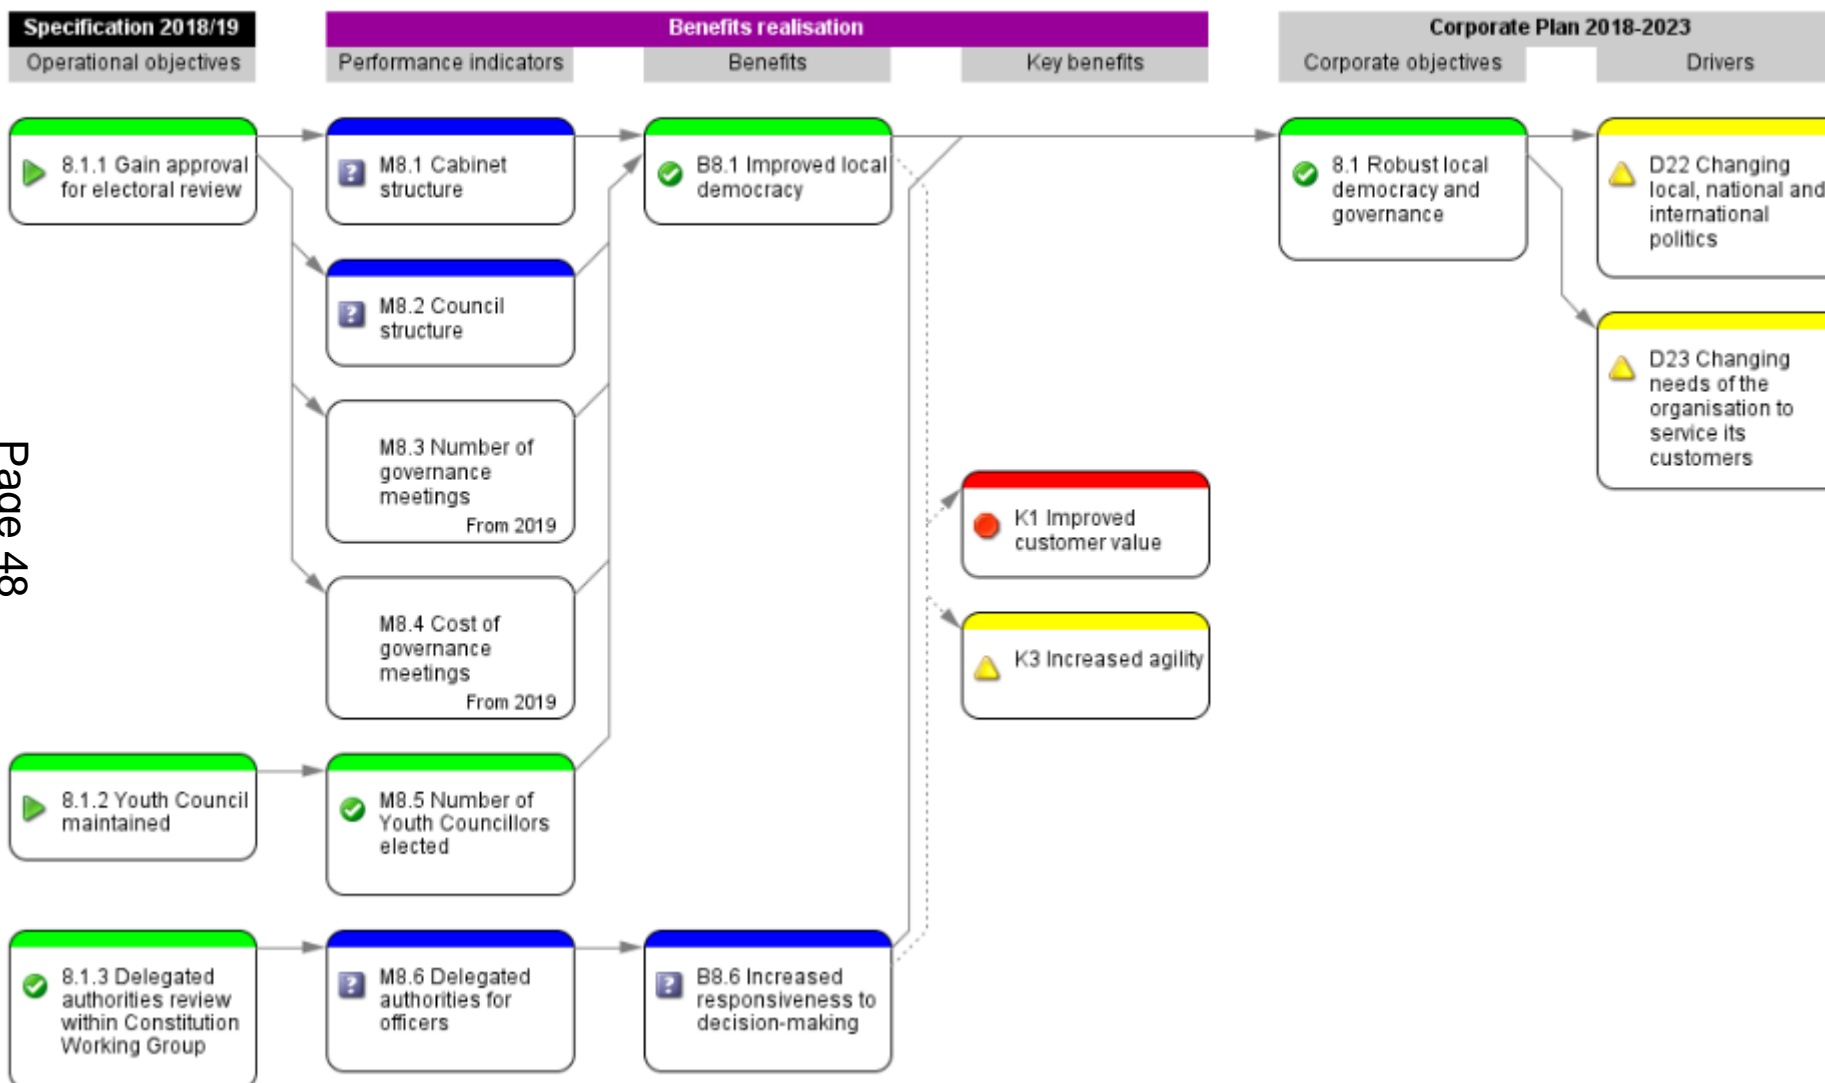 Specification 2018/19
Benefits realisation
Corporate Plan 2018-2023
Operational objectives
Performance indicators
Benefits
Key benefits
Corporate objectives
Drivers
8.1.1 Gain approval
for electoral review
M8.1 Cabinet
structure
B8.1 Improved local
democracy
8.1 Robust local
democracy and
governance
D22 Changing
local, national and
international
politics
M8.2 Council
structure
D23 Changing
needs of the
organisation to
service its
customers
M8.3 Number of
governance
meetings
From 2019
K1 Improved
customer value
M8.4 Cost of
governance
meetings
From 2019
K3 Increased agility
8.1.2 Youth Council
maintained
M8.5 Number of
Youth Councillors
elected
8.1.3 Delegated
authorities review
within Constitution
Working Group
M8.6 Delegated
authorities for
officers
B8.6 Increased
responsiveness to
decision-making
Page 48